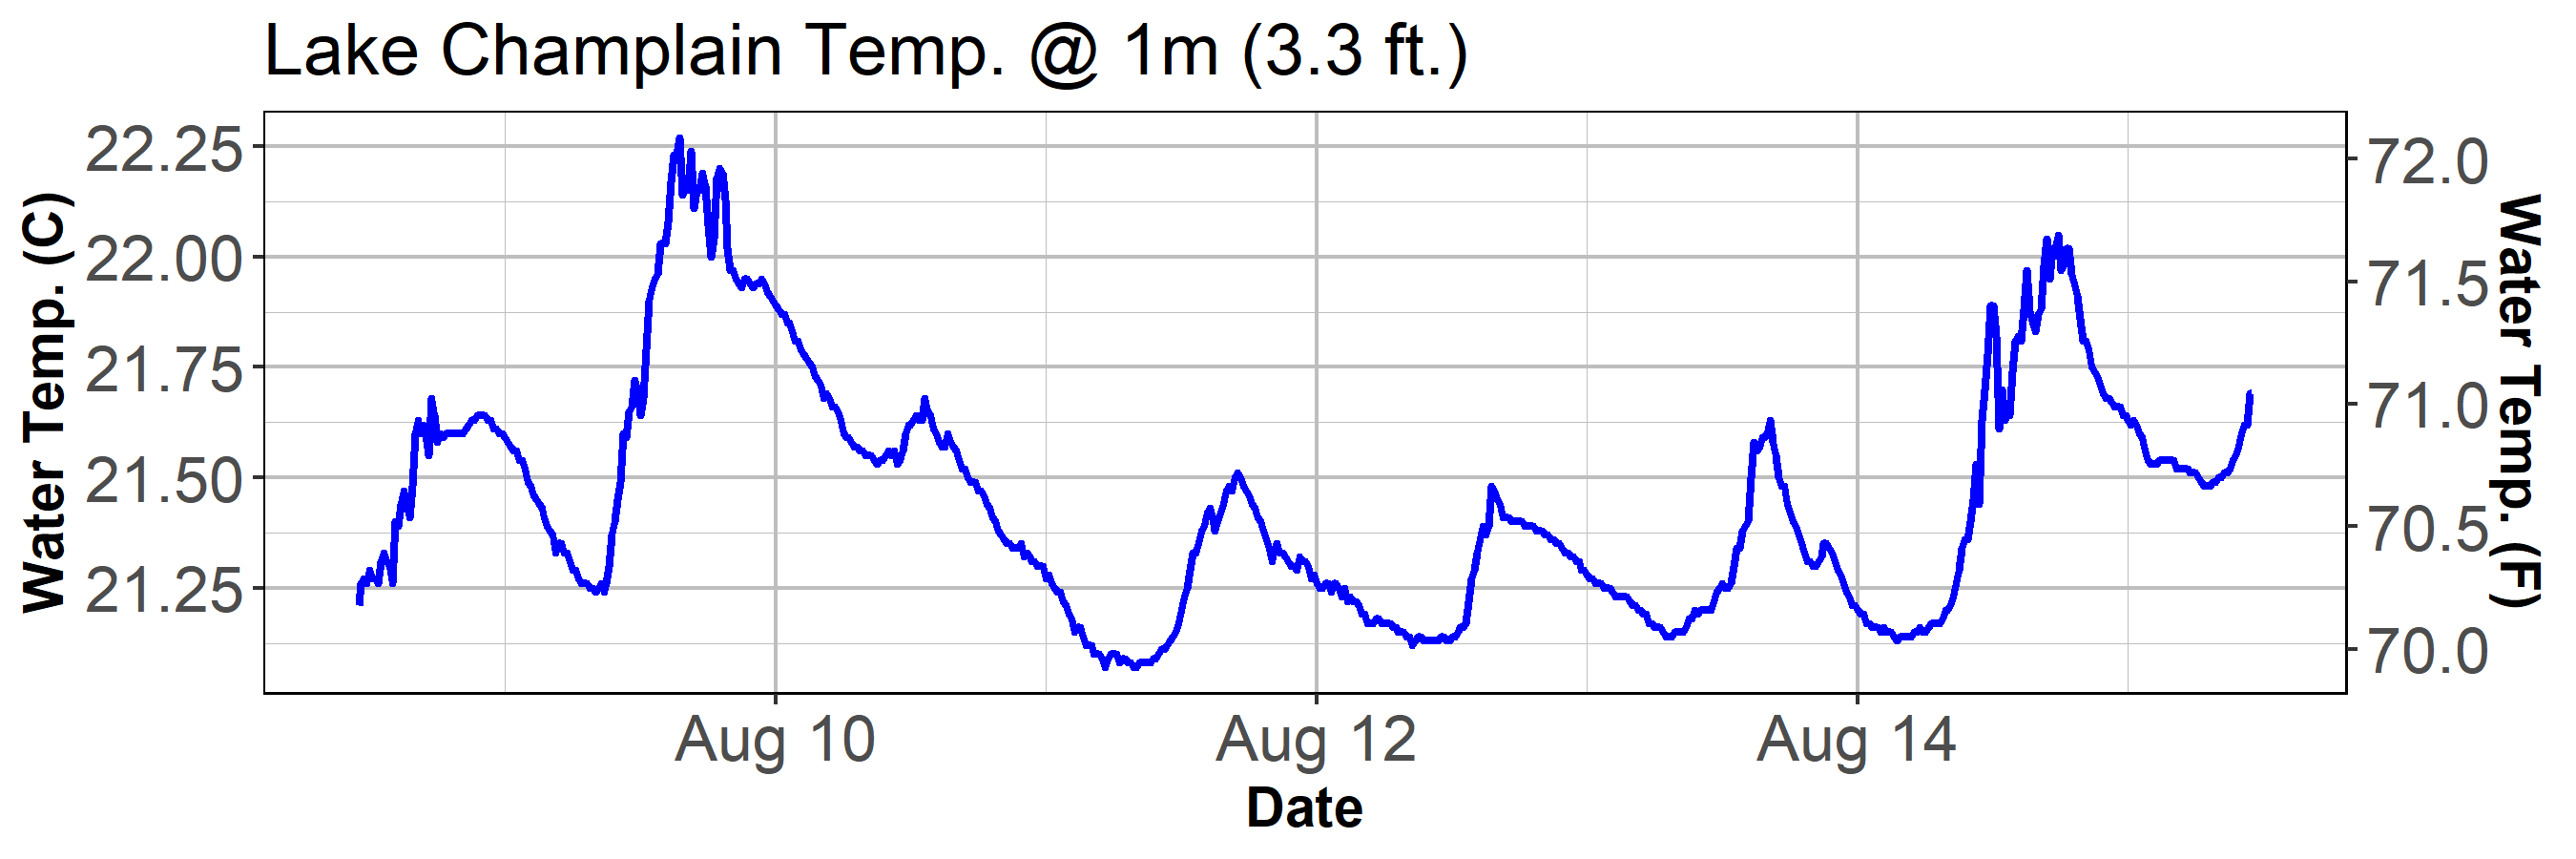 Lake Champlain Temp. @ 1m (3.3 ft.)
Water Temp. (C)
22.25
22.00
21.75
21.50
21.25
72.0
71.5
71.0
70.5
70.0
Water Temp. (F)
Aug 10
Aug 12
Aug 14
Date